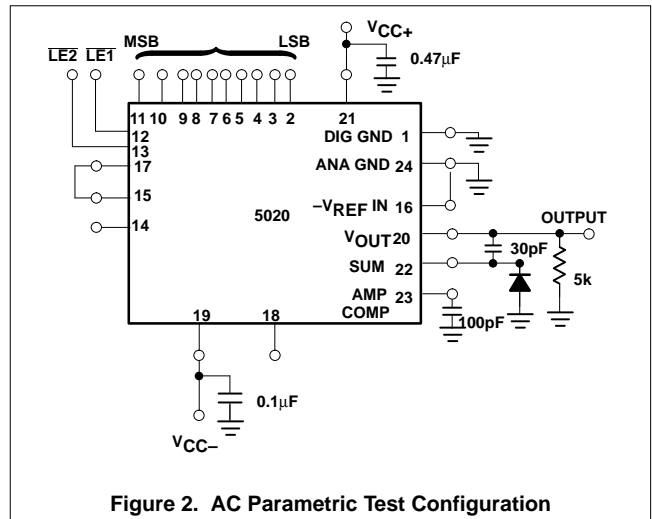 VCC+
LE2 LE1 MSB LSB
0.47μF
11 10 9 8 7 6 5 4 3 2 21
12
13
17
15
14
5020
DIG GND 1
ANA GND 24
–VREF IN 16
VOUT 20
SUM 22
AMP COMP 23
OUTPUT
30pF
5k
100pF
19 18
0.1μF
VCC–
Figure 2. AC Parametric Test Configuration